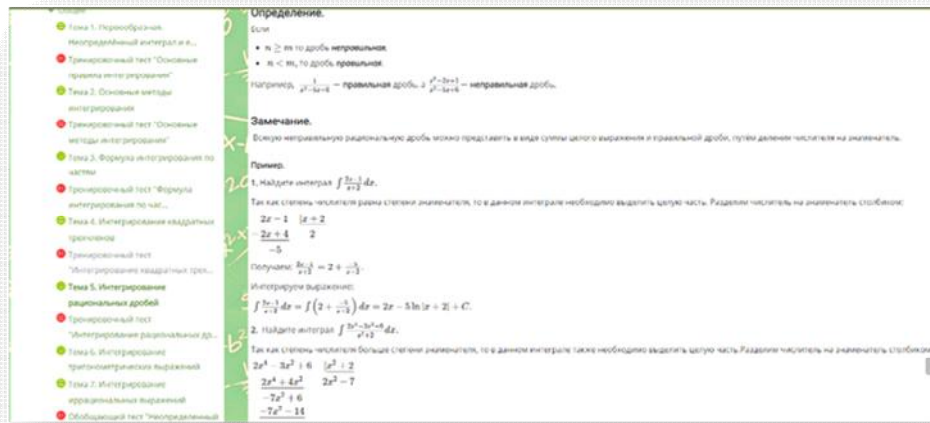 Общее
Тема 1. Первообразная.
Неопределённый интеграл и е...
Тренировочный тест "Основные
правила интегрирования"
Тема 2. Основные методы
интегрирования
Тренировочный тест "Основные
методы интегрирования"
Тема 3. Формула интегрирования по
частям
Тренировочный тест "Формула
интегрирования по час...
Тема 4. Интегрирование квадратных
трехчленов
Тренировочный тест
"Интегрирование квадратных трех...
Тема 5. Интегрирование
рациональных дробей
Тренировочный тест
"Интегрирование рациональных др...
Тема 6. Интегрирование
тригонометрических выражений
Тема 7. Интегрирование
иррациональных выражений
Обобщающий тест "Неопределенный
Определение.
Если
• n ≥ m то дробь неправильная,
• n < m, то дробь правильная.
Например, 1/(x²−5x+6) − правильная дробь, а − неправильная дробь.
Замечание.
Всякую неправильную рациональную дробь можно представить в виде суммы целого выражения и правильной дроби, путём деления числителя на знаменатель.
Пример.
1. Найдите интеграл ∫ (2x−1)/(x+2) dx.
Так как степень числителя равна степени знаменателя, то в данном интеграле необходимо выделить целую часть. Разделим числитель на знаменатель столбиком:
2x − 1 |x + 2
− 2x + 4 2
−5
Получаем: (2x−1)/(x+2) = 2 + −5/(x+2).
Интегрируем выражение:
∫ (2x−1)/(x+2) dx = ∫ (2 + −5/(x+2)) dx = 2x − 5 ln |x + 2| + C.
2. Найдите интеграл ∫ (2x⁴−3x²+6)/(x²+2) dx.
Так как степень числителя больше степени знаменателя, то в данном интеграле также необходимо выделить целую часть. Разделим числитель на знаменатель столбиком
2x⁴ − 3x² + 6 |x² + 2
2x⁴ + 4x² 2x² − 7
−7x² + 6
−7x² − 14